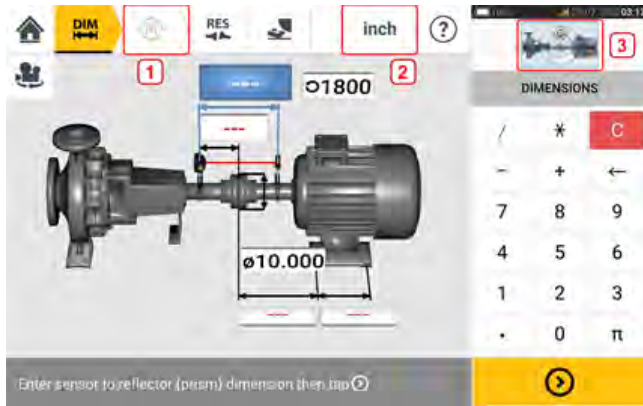 DIM
RES
inch
?
03:12
1
2
3
DIMENSIONS
---
1800
---
/ * C
- + ←
7 8 9
4 5 6
ø10.000
1 2 3
--- ---
. 0 π
Enter sensor to reflector (prism) dimension then tap